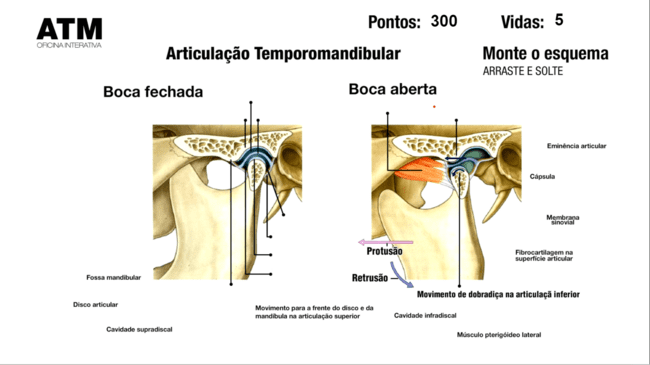 ATM
OFICINA INTERATIVA
Pontos: 300
Vidas: 5
Articulação Temporomandibular
Monte o esquema
ARRASTE E SOLTE
Boca fechada
Boca aberta
Eminência articular
Cápsula
Membrana
sinovial
Fibrocartilagem na
superfície articular
Protusão
Retrusão
Movimento de dobradiça na articulaçã inferior
Fossa mandibular
Disco articular
Cavidade supradiscal
Movimento para a frente do disco e da
mandíbula na articulação superior
Cavidade infradiscal
Músculo pterigóideo lateral